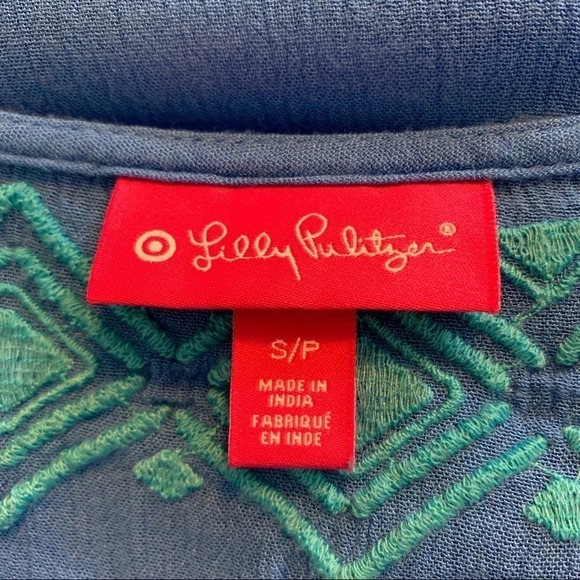 Lilly Pulitzer®
S/P
MADE IN
INDIA
FABRIQUÉ
EN INDE